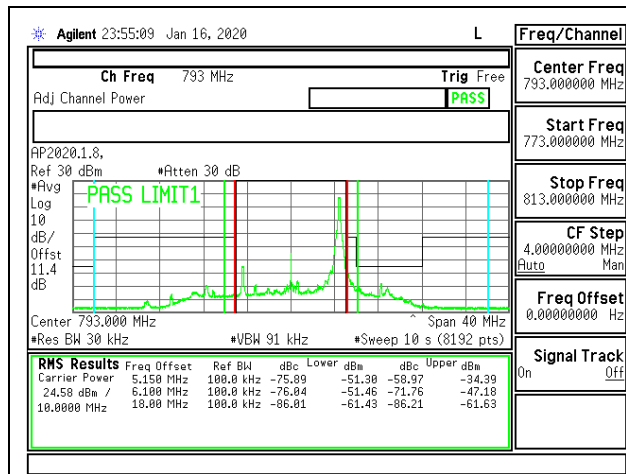 Agilent 23:55:09 Jan 16, 2020 L
Freq/Channel
Ch Freq 793 MHz Trig Free
Adj Channel Power PASS
Center Freq
793.000000 MHz
Start Freq
773.000000 MHz
Stop Freq
813.000000 MHz
CF Step
4.00000000 MHz
Auto Man
Freq Offset
0.00000000 Hz
Signal Track
On Off
AP2020.1.8,
Ref 30 dBm #Atten 30 dB
#Avg
Log
10
dB/
Offst
11.4
dB
PASS LIMIT1
Center 793.000 MHz ^ Span 40 MHz
#Res BW 30 kHz #VBW 91 kHz #Sweep 10 s (8192 pts)
RMS Results Freq Offset Ref BW dBc Lower dBm dBc Upper dBm
Carrier Power 5.150 MHz 100.0 kHz -75.89 -51.30 -58.97 -34.39
24.58 dBm / 6.100 MHz 100.0 kHz -76.04 -51.46 -71.76 -47.18
10.0000 MHz 18.00 MHz 100.0 kHz -86.01 -61.43 -86.21 -61.63